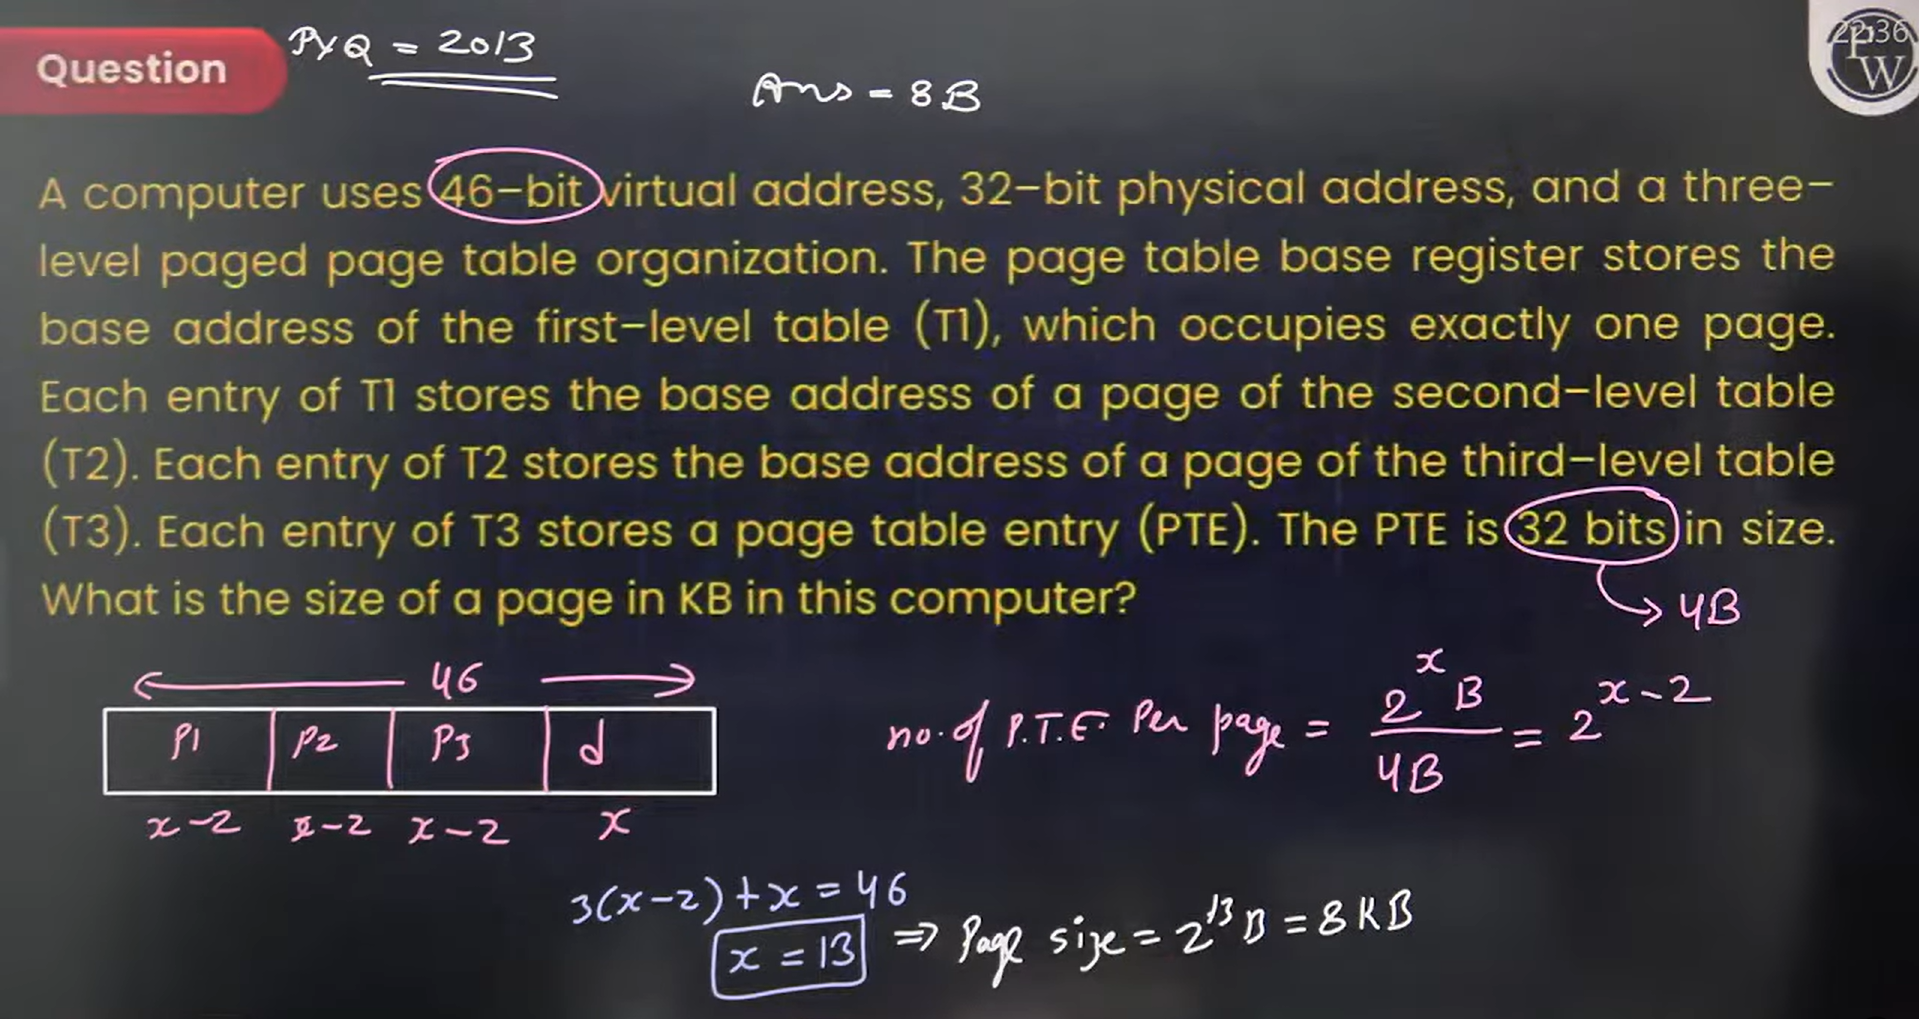 Question
PYQ = 2013
Ans = 8B
22:36
PW
A computer uses 46-bit virtual address, 32-bit physical address, and a three-
level paged page table organization. The page table base register stores the
base address of the first-level table (T1), which occupies exactly one page.
Each entry of T1 stores the base address of a page of the second-level table
(T2). Each entry of T2 stores the base address of a page of the third-level table
(T3). Each entry of T3 stores a page table entry (PTE). The PTE is 32 bits in size.
What is the size of a page in KB in this computer?
→ 4B
46
P1 P2 P3 d
x-2 x-2 x-2 x
no. of P.T.E. Per page = 2^x B / 4B = 2^(x-2)
3(x-2) + x = 46
x = 13 ⇒ Page size = 2^13 B = 8KB